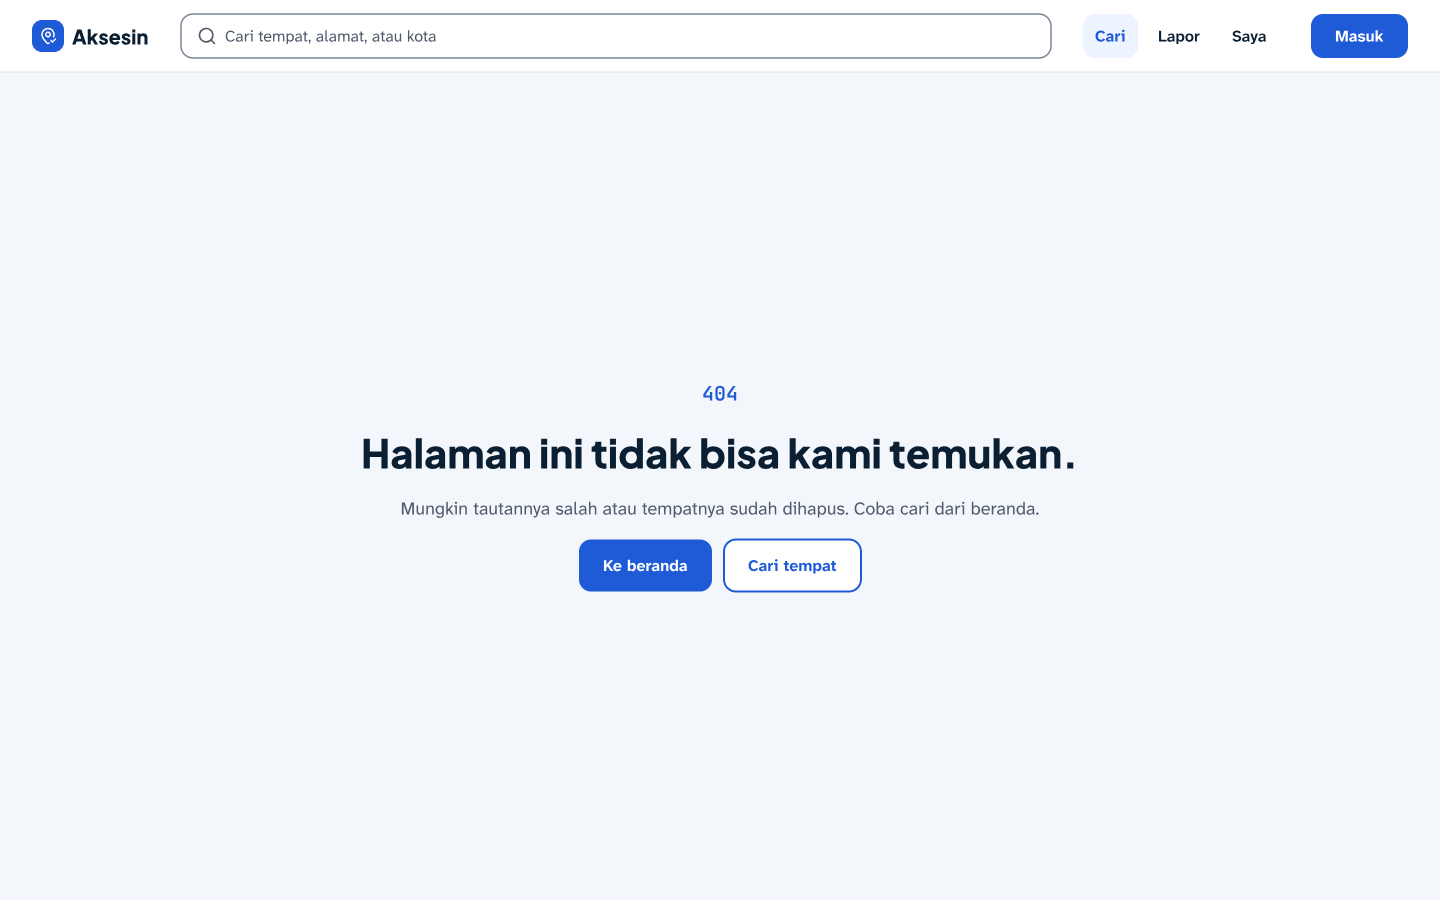 Aksesin
Cari tempat, alamat, atau kota
Cari
Lapor
Saya
Masuk
404
Halaman ini tidak bisa kami temukan.
Mungkin tautannya salah atau tempatnya sudah dihapus. Coba cari dari beranda.
Ke beranda
Cari tempat